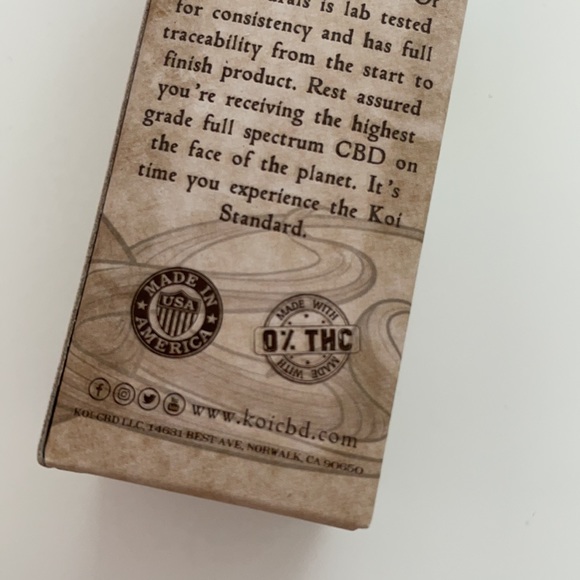 is lab tested
for consistency and has full
traceability from the start to
finish product. Rest assured
you're receiving the highest
grade full spectrum CBD on
the face of the planet. It's
time you experience the Koi
Standard.
MADE IN
USA
AMERICA
MADE WITH
0% THC
MADE WITH
www.koicbd.com
KOI CBD LLC, 14631 BEST AVE, NORWALK, CA 90650